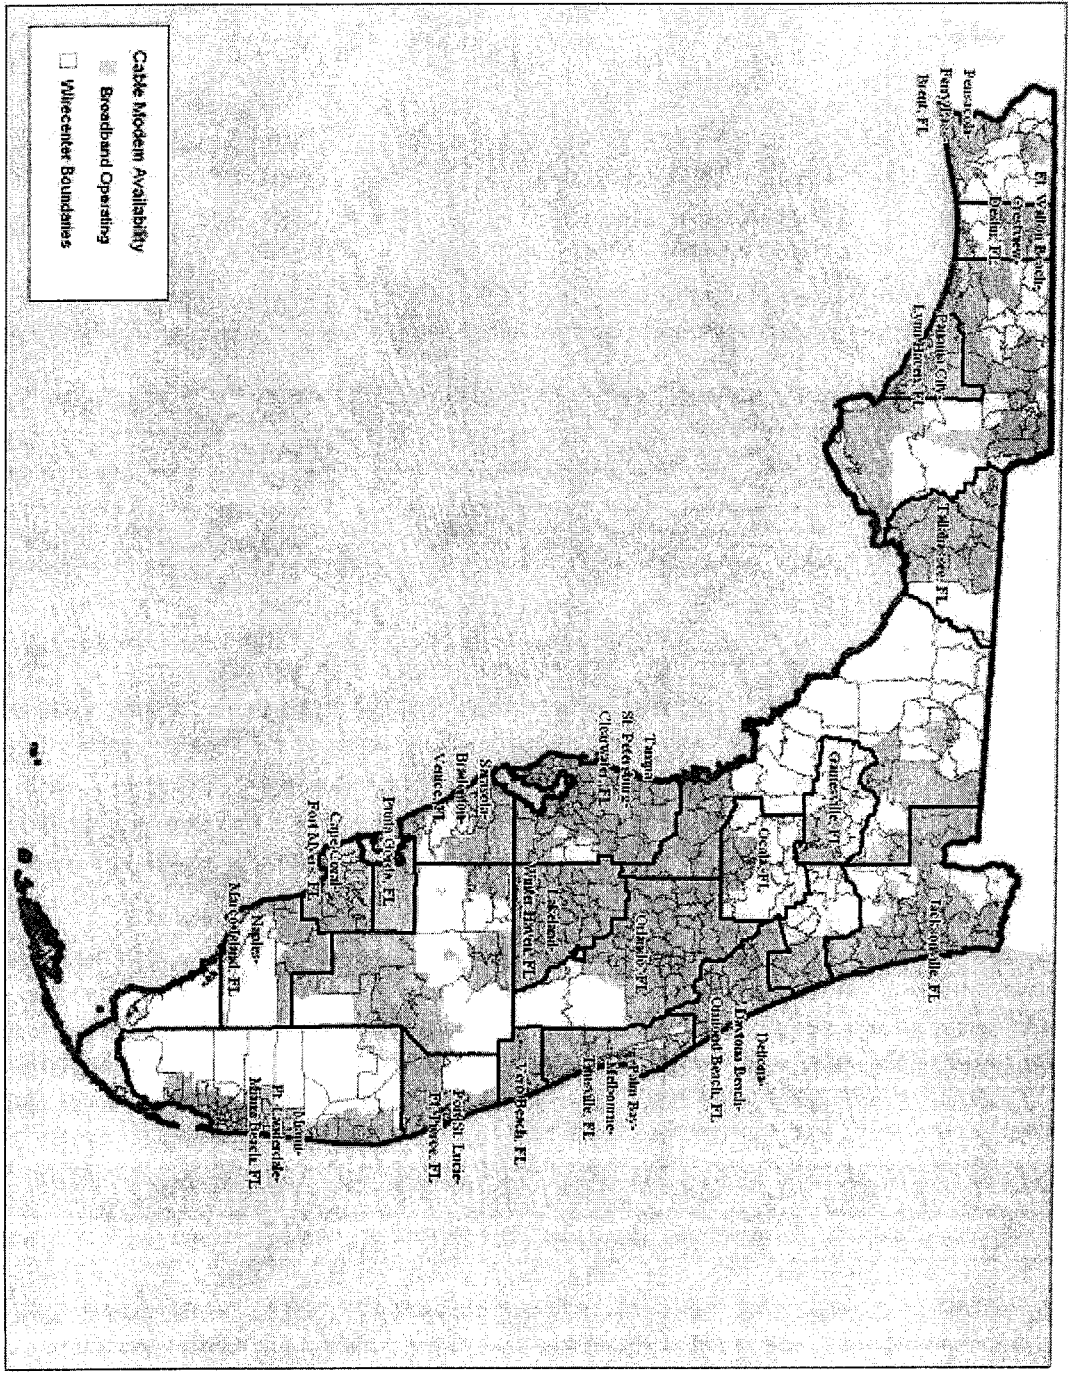 Pensacola-
Ferry Pass-
Brent, FL
Ft. Walton Beach-
Crestview-
Destin, FL
Panama City-
Lynn Haven, FL
Tallahassee, FL
Jacksonville, FL
Gainesville, FL
Ocala, FL
Deltona-
Daytona Beach-
Ormond Beach, FL
Orlando, FL
Tampa-
St. Petersburg-
Clearwater, FL
Lakeland-
Winter Haven, FL
Palm Bay-
Melbourne-
Titusville, FL
Sarasota-
Bradenton-
Venice, FL
Vero Beach, FL
Port St. Lucie-
Ft. Pierce, FL
Punta Gorda, FL
Cape Coral-
Fort Myers, FL
Naples-
Marco Island, FL
Miami-
Ft. Lauderdale-
Miami Beach, FL
Cable Modem Availability
Broadband Operating
Wirecenter Boundaries